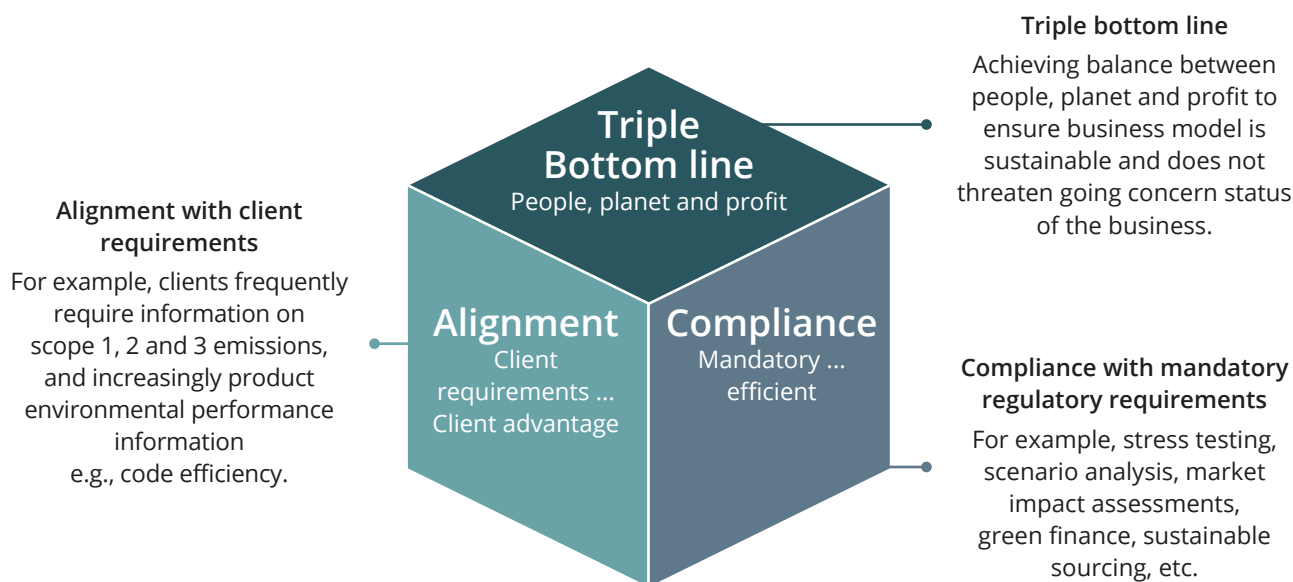 Triple bottom line
Achieving balance between
people, planet and profit to
ensure business model is
sustainable and does not
threaten going concern status
of the business.
Triple
Bottom line
People, planet and profit
Alignment with client
requirements
For example, clients frequently
require information on
scope 1, 2 and 3 emissions,
and increasingly product
environmental performance
information
e.g., code efficiency.
Alignment
Client
requirements ...
Client advantage
Compliance
Mandatory ...
efficient
Compliance with mandatory
regulatory requirements
For example, stress testing,
scenario analysis, market
impact assessments,
green finance, sustainable
sourcing, etc.